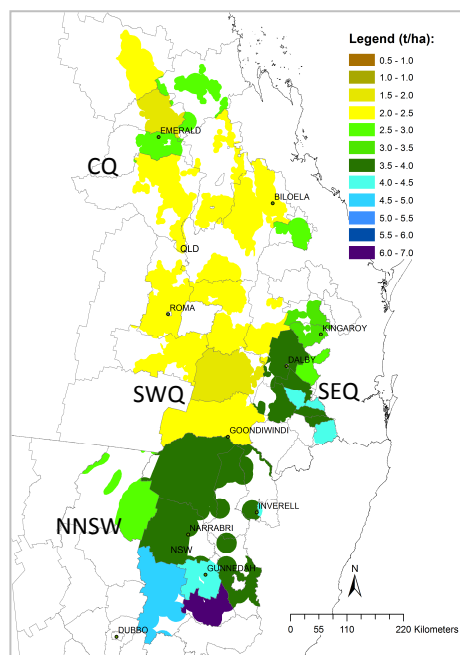 Legend (t/ha):
0.5 - 1.0
1.0 - 1.0
1.5 - 2.0
2.0 - 2.5
2.5 - 3.0
3.0 - 3.5
3.5 - 4.0
4.0 - 4.5
4.5 - 5.0
5.0 - 5.5
5.5 - 6.0
6.0 - 7.0
EMERALD
CQ
BILOELA
QLD
ROMA
KINGAROY
DALBY
SWQ
SEQ
GOONDIWINDI
INVERELL
NNSW
NARRABRI
NSW
GUNNEDAH
N
DUBBO
0 55 110 220 Kilometers